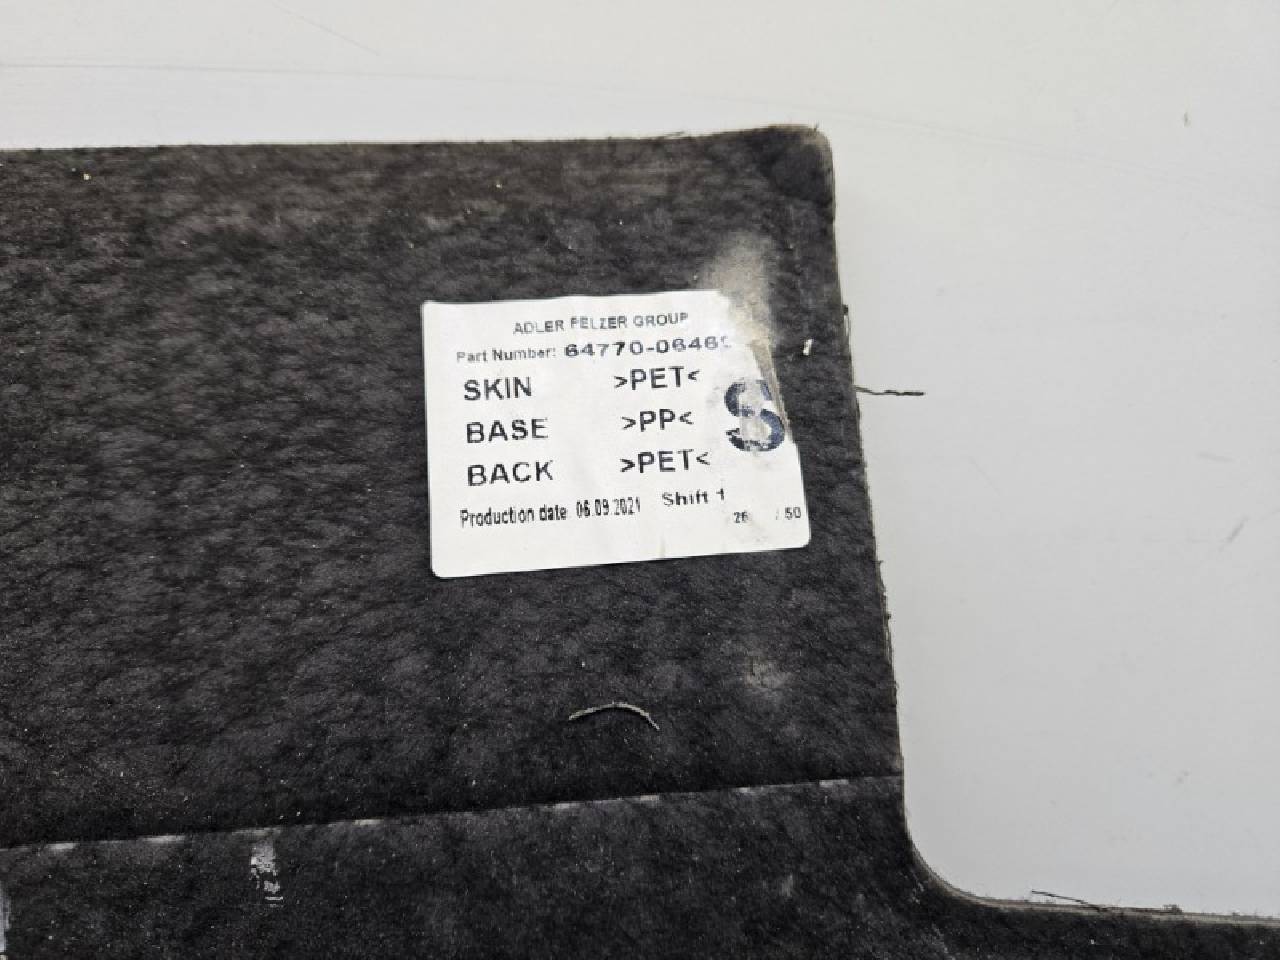 ADLER PELZER GROUP
Part Number: 64770-0646
SKIN >PET<
BASE >PP<
BACK >PET<
S
Production date 06.09.2021 Shift 1
26 / 50